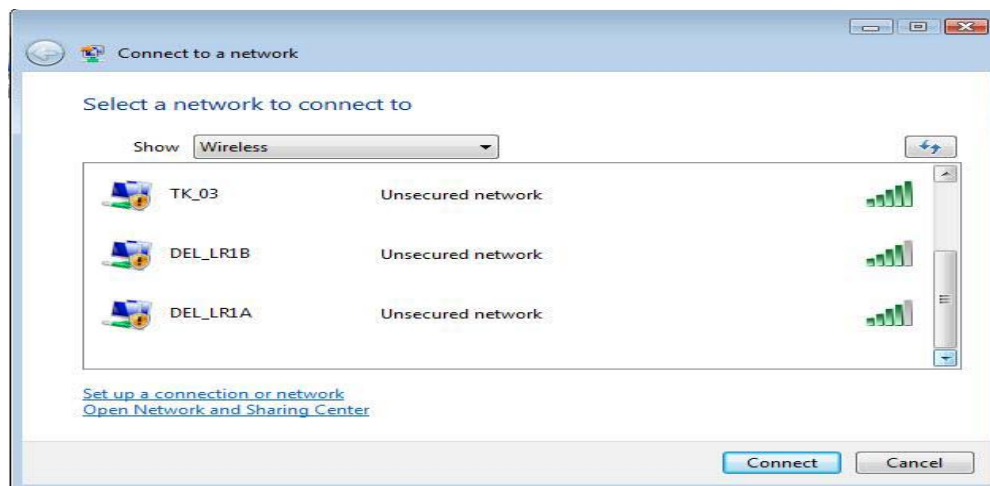 Connect to a network
Select a network to connect to
Show Wireless
TK_03 Unsecured network
DEL_LR1B Unsecured network
DEL_LR1A Unsecured network
Set up a connection or network
Open Network and Sharing Center
Connect Cancel